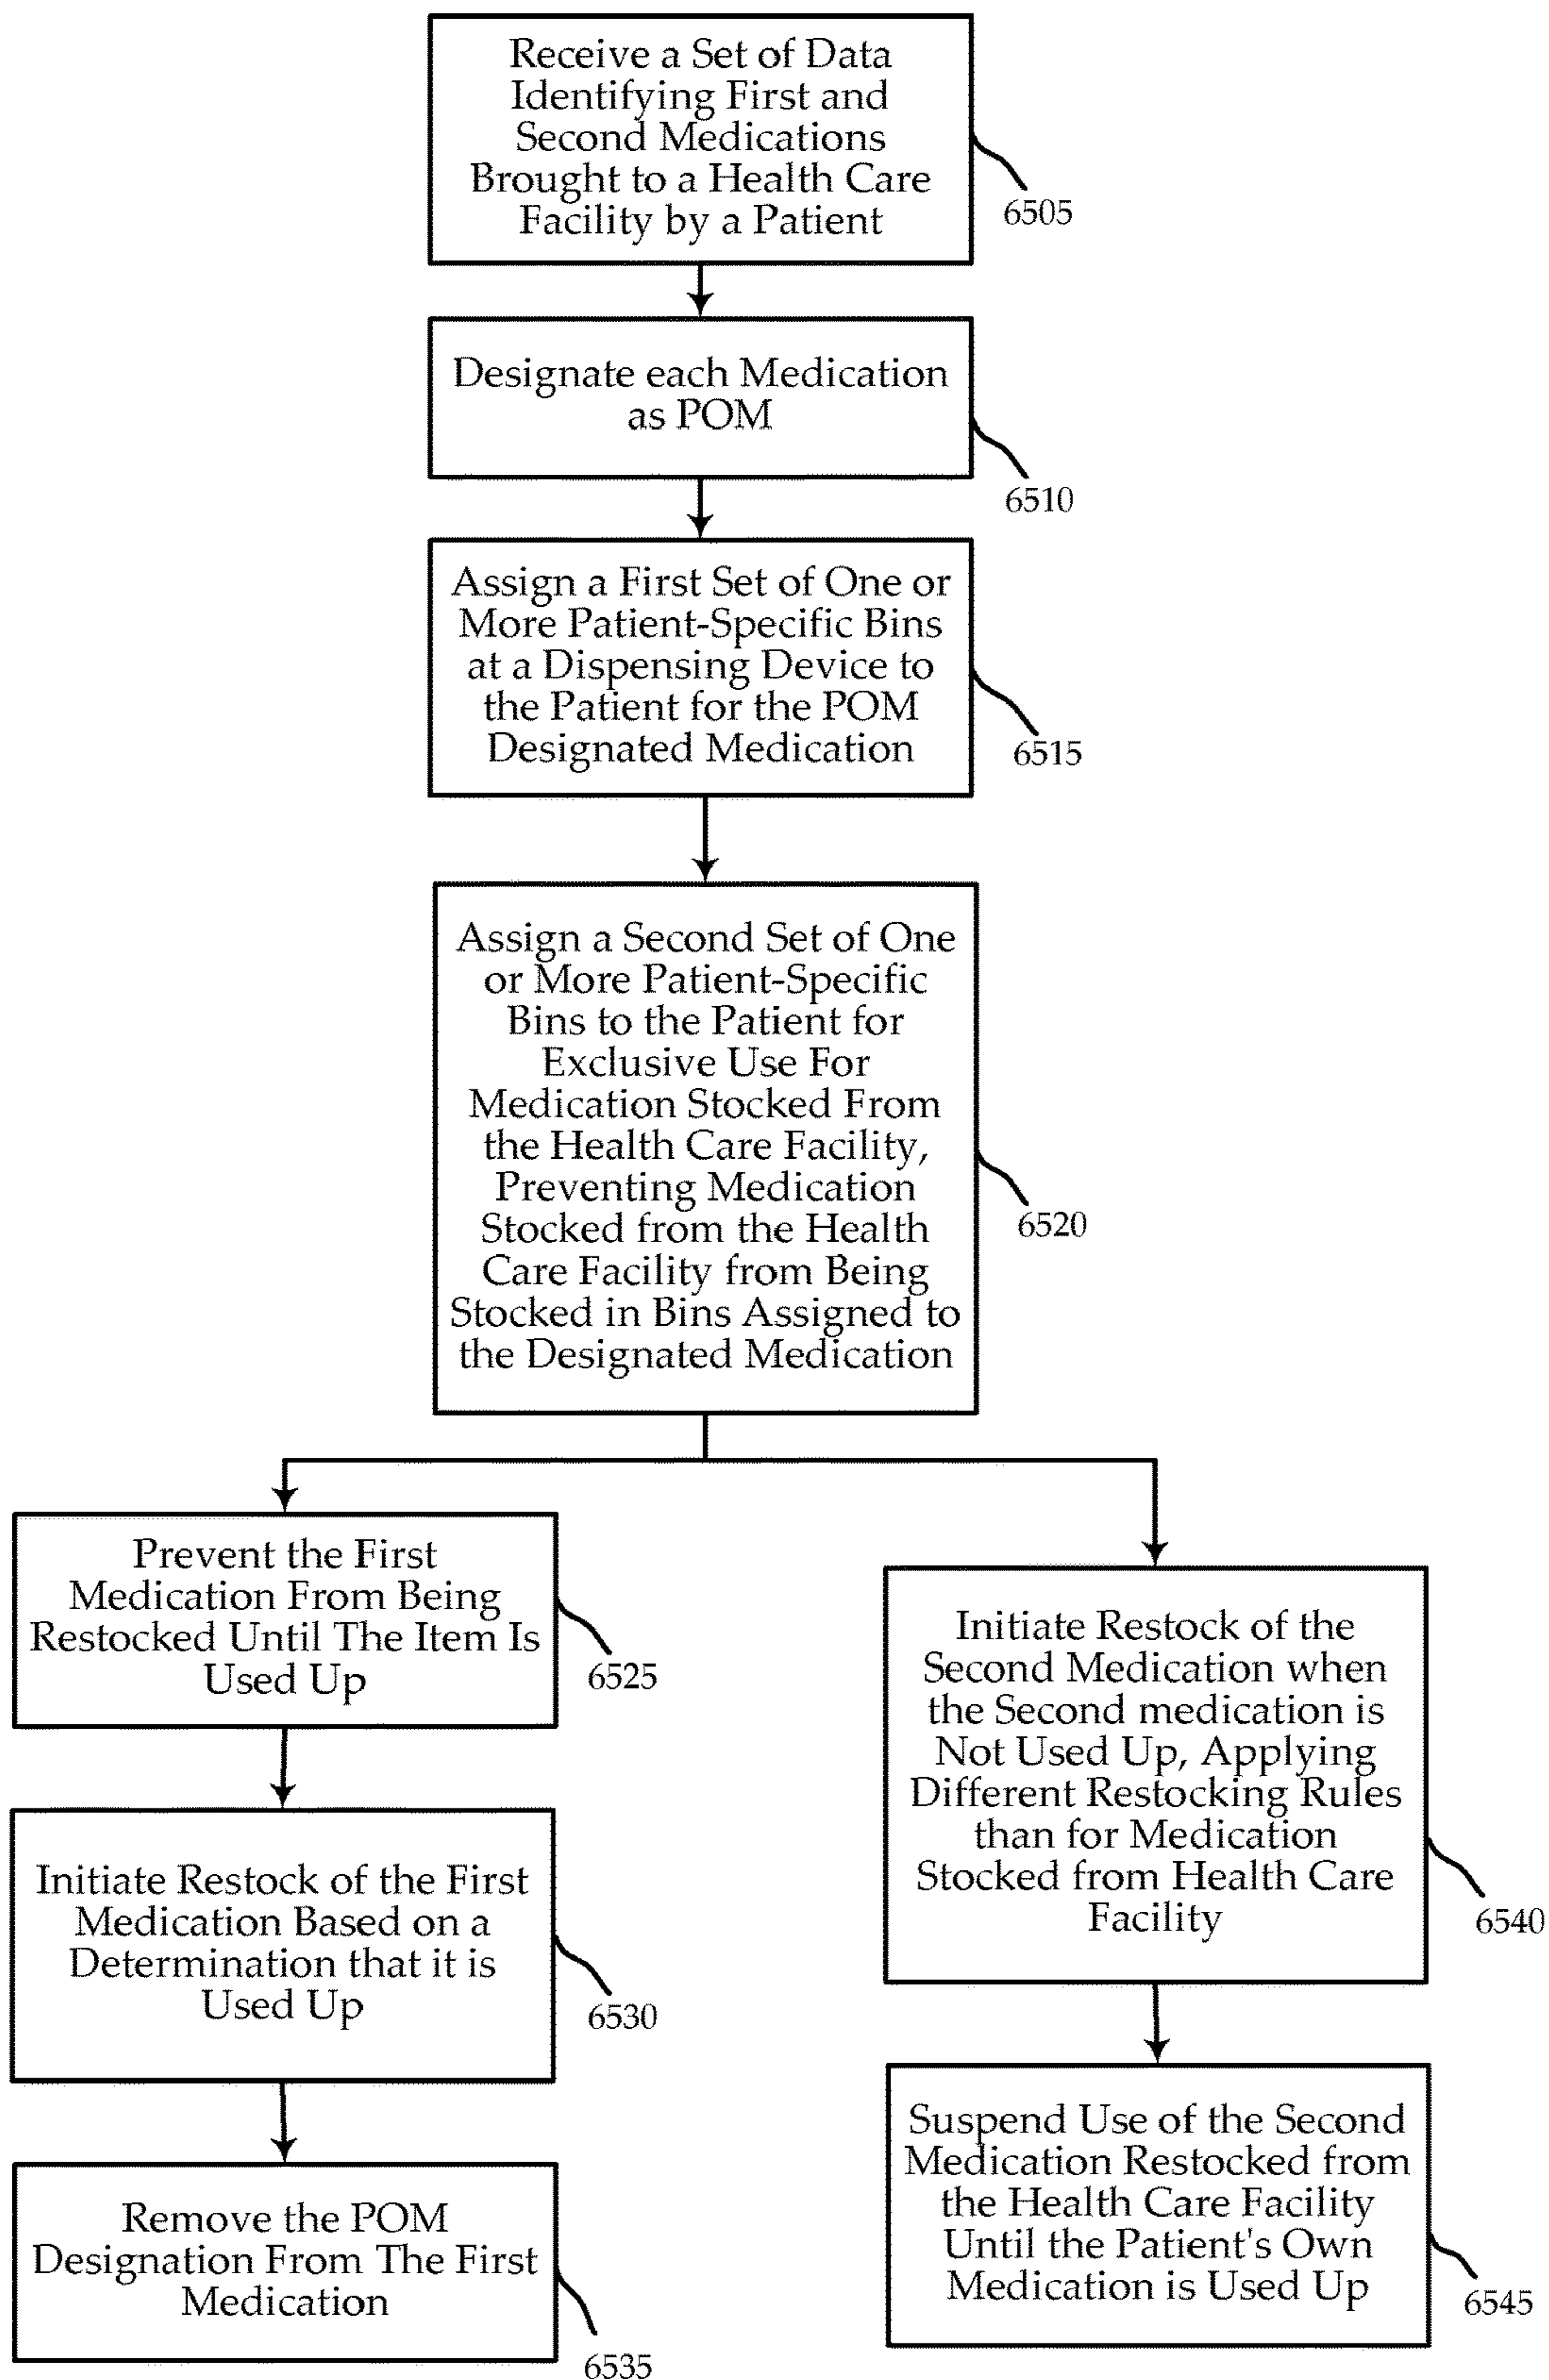 Receive a Set of Data
Identifying First and
Second Medications
Brought to a Health Care
Facility by a Patient
6505
Designate each Medication
as POM
6510
Assign a First Set of One or
More Patient-Specific Bins
at a Dispensing Device to
the Patient for the POM
Designated Medication
6515
Assign a Second Set of One
or More Patient-Specific
Bins to the Patient for
Exclusive Use For
Medication Stocked From
the Health Care Facility,
Preventing Medication
Stocked from the Health
Care Facility from Being
Stocked in Bins Assigned to
the Designated Medication
6520
Prevent the First
Medication From Being
Restocked Until The Item Is
Used Up
6525
Initiate Restock of the First
Medication Based on a
Determination that it is
Used Up
6530
Remove the POM
Designation From The First
Medication
6535
Initiate Restock of the
Second Medication when
the Second medication is
Not Used Up, Applying
Different Restocking Rules
than for Medication
Stocked from Health Care
Facility
6540
Suspend Use of the Second
Medication Restocked from
the Health Care Facility
Until the Patient's Own
Medication is Used Up
6545